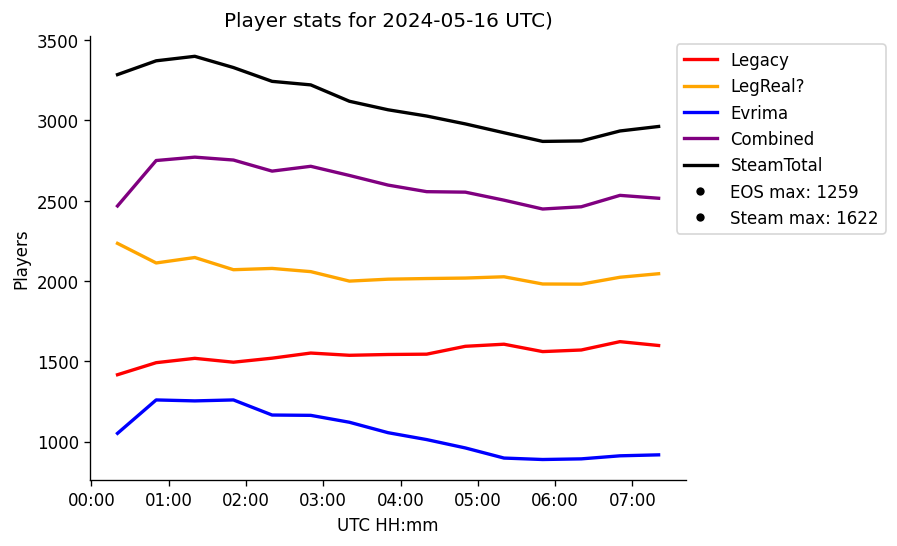 Player stats for 2024-05-16 UTC)
3500
3000
2500
2000
1500
1000
Players
00:00 01:00 02:00 03:00 04:00 05:00 06:00 07:00
UTC HH:mm
Legacy
LegReal?
Evrima
Combined
SteamTotal
EOS max: 1259
Steam max: 1622